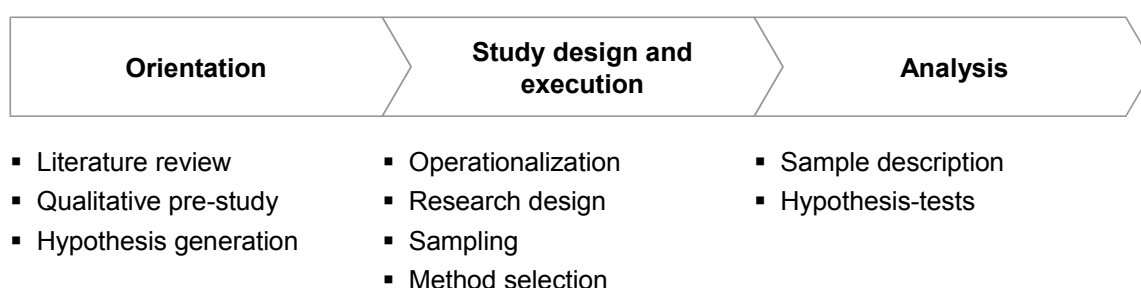 Orientation
Study design and
execution
Analysis
▪ Literature review
▪ Qualitative pre-study
▪ Hypothesis generation
▪ Operationalization
▪ Research design
▪ Sampling
▪ Method selection
▪ Sample description
▪ Hypothesis-tests